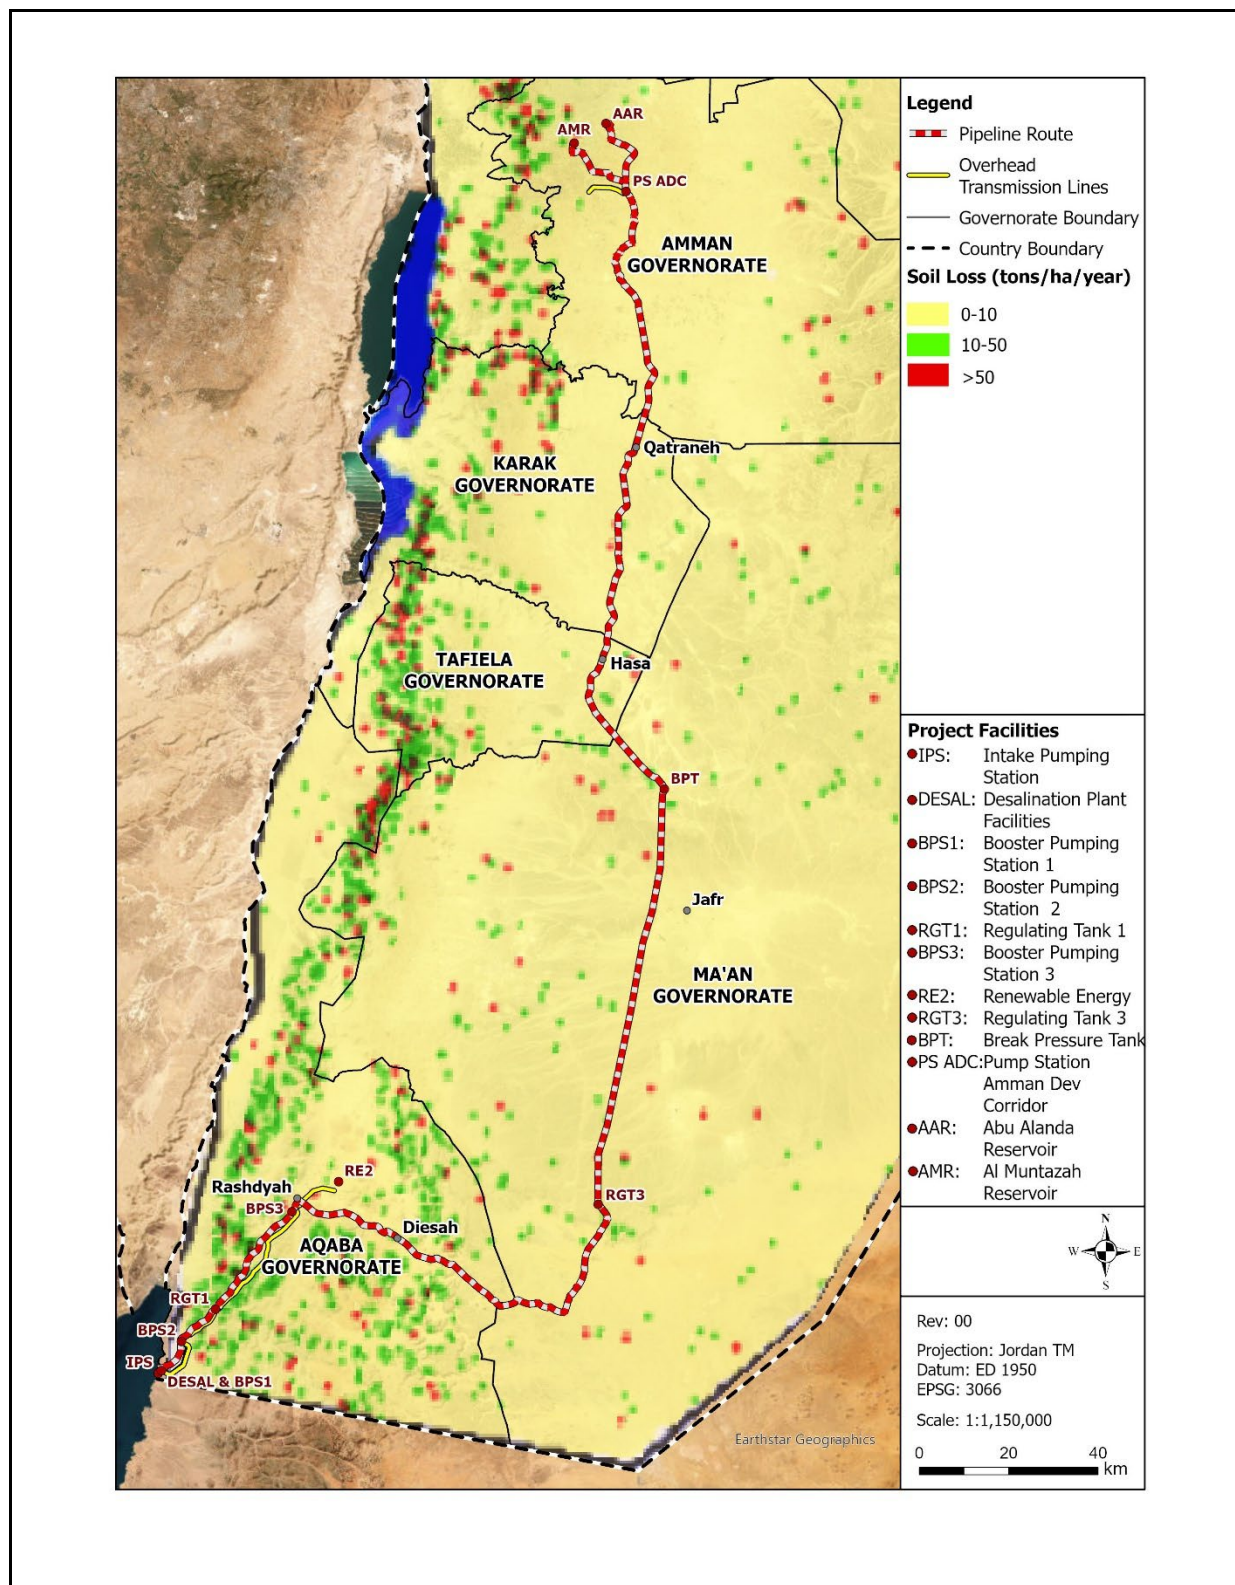 AAR
AMR
PS ADC
AMMAN
GOVERNORATE
Qatraneh
KARAK
GOVERNORATE
TAFIELA
GOVERNORATE
Hasa
BPT
Jafr
MA'AN
GOVERNORATE
RE2
Rashdyah
BPS3
RGT3
Diesah
AQABA
GOVERNORATE
RGT1
BPS2
IPS
DESAL & BPS1
Earthstar Geographics
Legend
Pipeline Route
Overhead
Transmission Lines
Governorate Boundary
Country Boundary
Soil Loss (tons/ha/year)
0-10
10-50
>50
Project Facilities
IPS: Intake Pumping
Station
DESAL: Desalination Plant
Facilities
BPS1: Booster Pumping
Station 1
BPS2: Booster Pumping
Station 2
RGT1: Regulating Tank 1
BPS3: Booster Pumping
Station 3
RE2: Renewable Energy
RGT3: Regulating Tank 3
BPT: Break Pressure Tank
PS ADC: Pump Station
Amman Dev
Corridor
AAR: Abu Alanda
Reservoir
AMR: Al Muntazah
Reservoir
N
W E
S
Rev: 00
Projection: Jordan TM
Datum: ED 1950
EPSG: 3066
Scale: 1:1,150,000
0 20 40
km